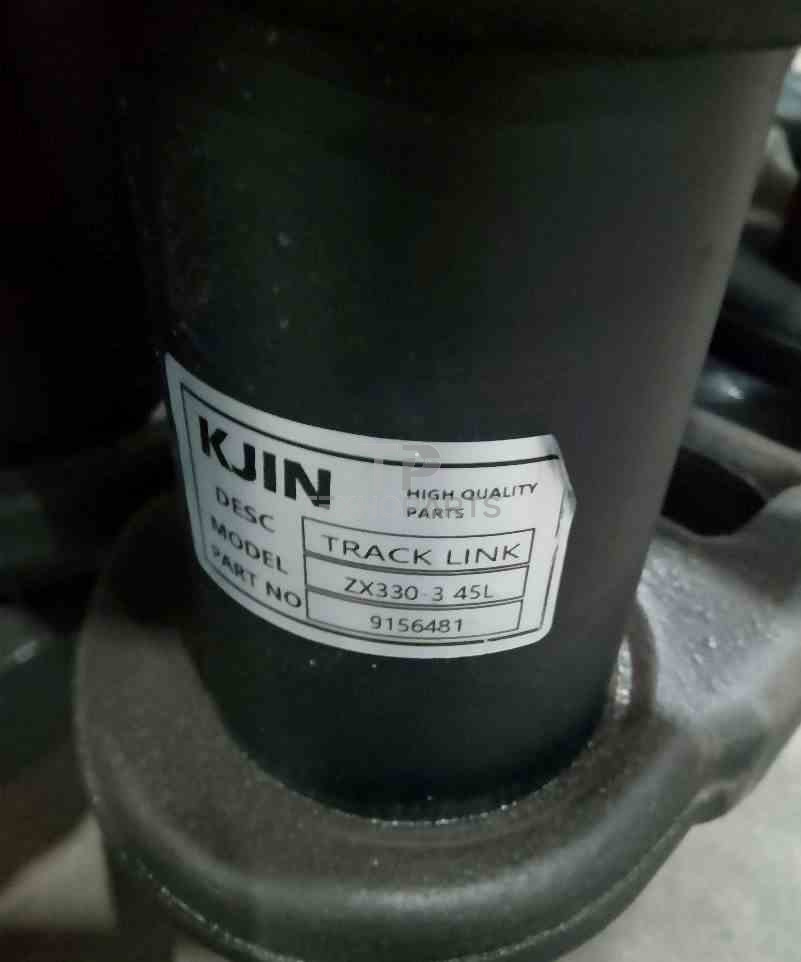 KJIN
HIGH QUALITY
PARTS
DESC TRACK LINK
MODEL ZX330-3 45L
PART NO 9156481